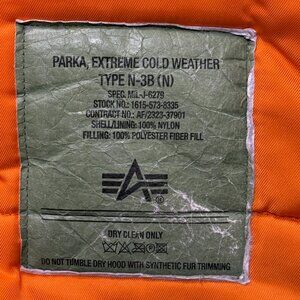 PARKA, EXTREME COLD WEATHER
TYPE N-3B (N)
SPEC. MIL-J-6279
STOCK NO.: 1615-573-8335
CONTRACT NO.: AF/2323-37901
SHELL/LINING: 100% NYLON
FILLING: 100% POLYESTER FIBER FILL
®
DRY CLEAN ONLY
DO NOT TUMBLE DRY HOOD WITH SYNTHETIC FUR TRIMMING